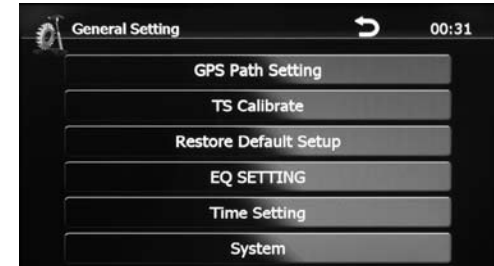 General Setting 00:31
GPS Path Setting
TS Calibrate
Restore Default Setup
EQ SETTING
Time Setting
System